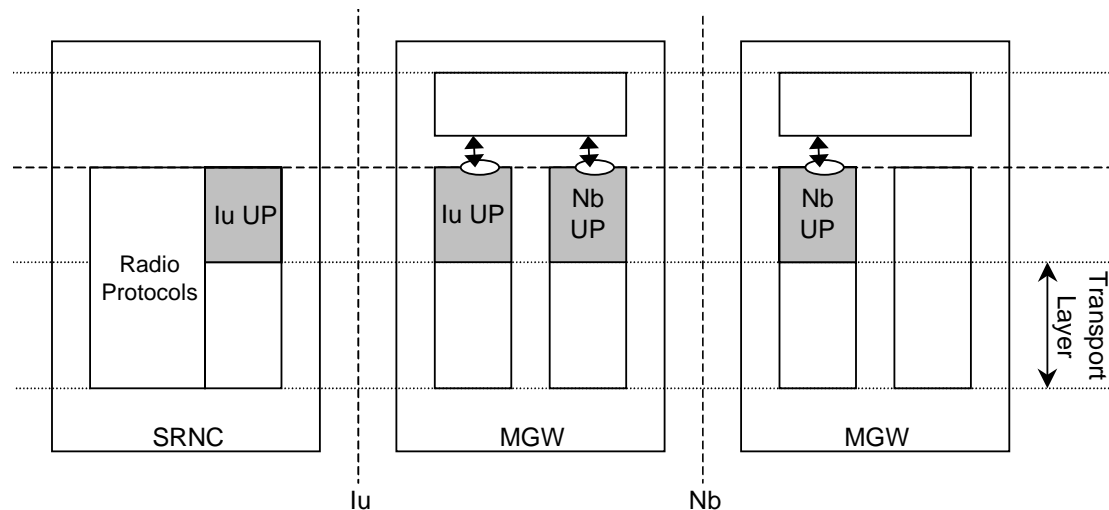 Iu UP
Radio
Protocols
SRNC
Iu UP
Nb
UP
MGW
Nb
UP
MGW
Transport
Layer
Iu
Nb